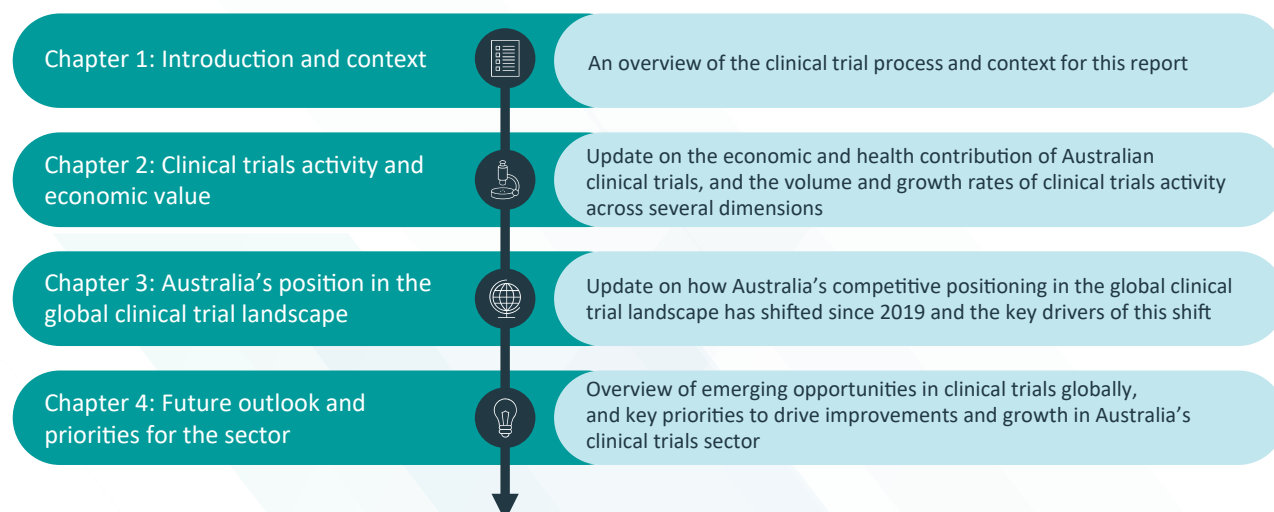 Chapter 1: Introduction and context
An overview of the clinical trial process and context for this report
Chapter 2: Clinical trials activity and
economic value
Update on the economic and health contribution of Australian
clinical trials, and the volume and growth rates of clinical trials activity
across several dimensions
Chapter 3: Australia’s position in the
global clinical trial landscape
Update on how Australia’s competitive positioning in the global clinical
trial landscape has shifted since 2019 and the key drivers of this shift
Chapter 4: Future outlook and
priorities for the sector
Overview of emerging opportunities in clinical trials globally,
and key priorities to drive improvements and growth in Australia’s
clinical trials sector